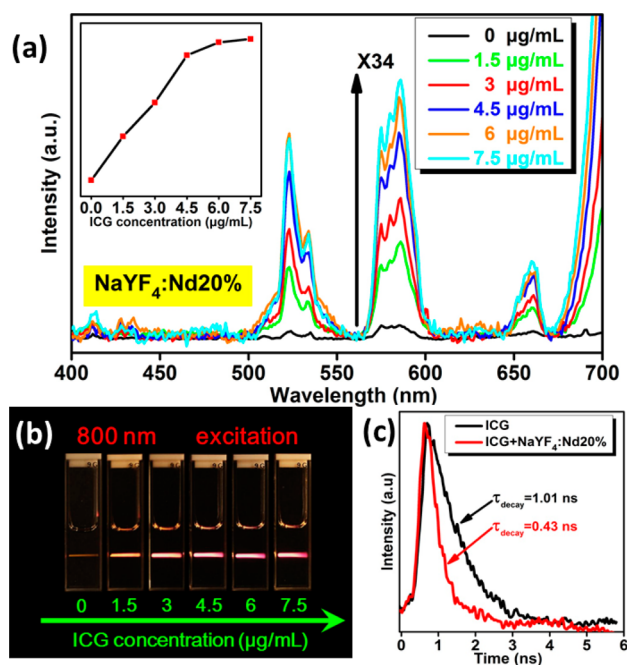 (a)
X34
0 µg/mL
1.5 µg/mL
3 µg/mL
4.5 µg/mL
6 µg/mL
7.5 µg/mL
0.0 1.5 3.0 4.5 6.0 7.5
ICG concentration (µg/mL)
NaYF₄:Nd20%
Intensity (a.u.)
400 450 500 550 600 650 700
Wavelength (nm)
(b)
800 nm excitation
0 1.5 3 4.5 6 7.5
ICG concentration (µg/mL)
(c)
ICG
ICG+NaYF₄:Nd20%
τdecay=1.01 ns
τdecay=0.43 ns
Intensity (a.u)
0 1 2 3 4 5 6
Time (ns)